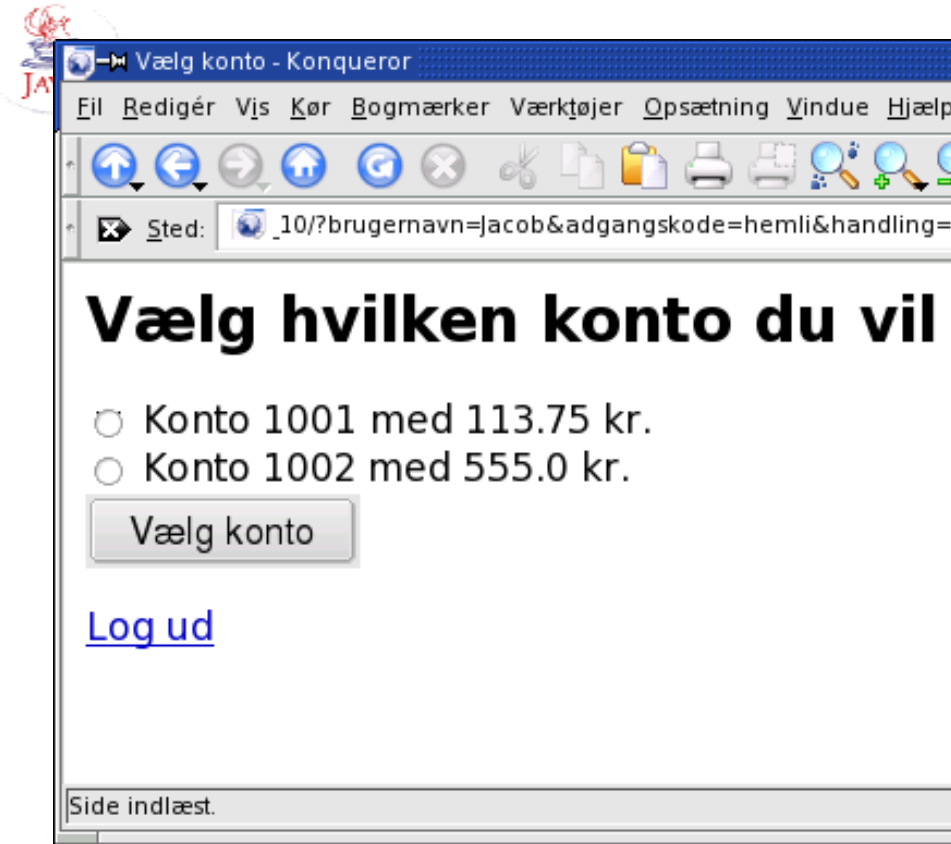 Vælg konto - Konqueror
Fil Redigér Vis Kør Bogmærker Værktøjer Opsætning Vindue Hjælp
Sted: _10/?brugernavn=Jacob&adgangskode=hemli&handling=
Vælg hvilken konto du vil
Konto 1001 med 113.75 kr.
Konto 1002 med 555.0 kr.
Vælg konto
Log ud
Side indlæst.